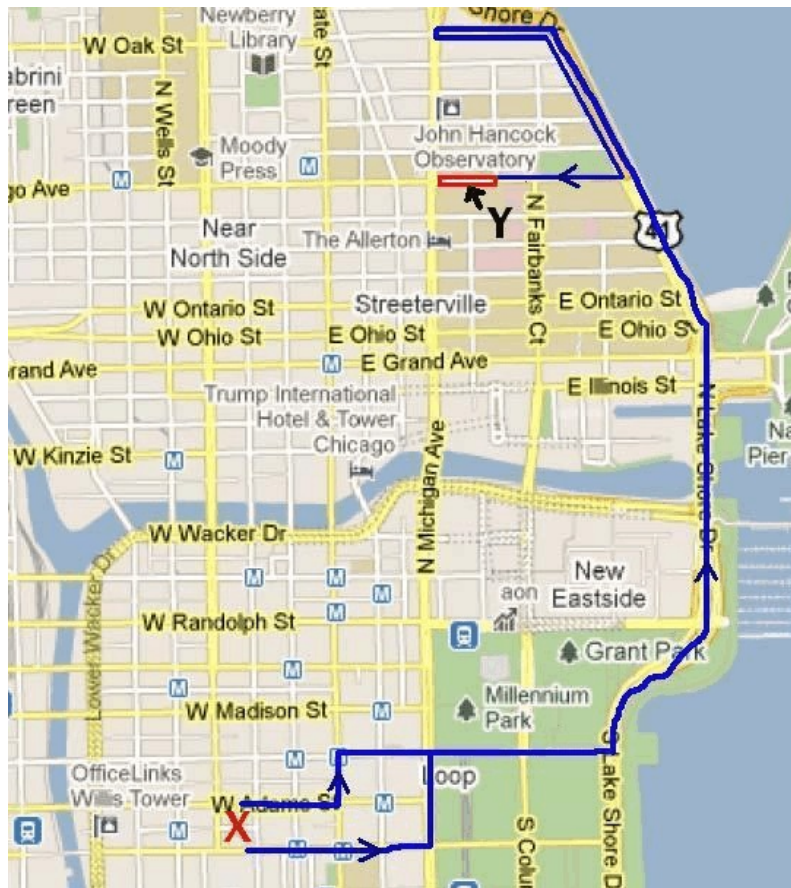 Shore Dr
Newberry
Library
W Oak St
ate St
abrini
reen
N Wells St
John Hancock
Observatory
Moody
Press
M
M
go Ave
Y
N Fairbanks Ct
41
Near
North Side
The Allerton
W Ontario St
Streeterville
E Ontario St
W Ohio St
E Ohio St
E Ohio S
rand Ave
M
E Grand Ave
Trump International
Hotel & Tower
Chicago
E Illinois St
N Lake Shore Dr
Na
Pier
W Kinzie St
M
N Michigan Ave
W Wacker Dr
Lower Wacker Dr
M
M
M
aon
New
Eastside
W Randolph St
M
Grant Park
M
M
Millennium
Park
W Madison St
M
S Lake Shore Dr
M
M
Loop
OfficeLinks
Willis Tower
W Adams St
M
X
M
M
M
S Colu